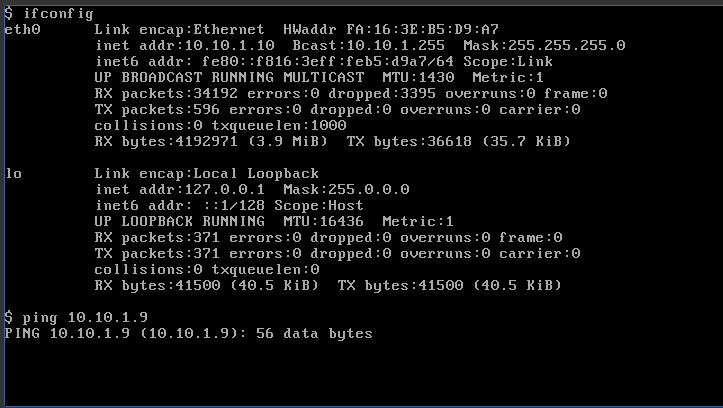 $ ifconfig
eth0      Link encap:Ethernet  HWaddr FA:16:3E:B5:D9:A7
          inet addr:10.10.1.10  Bcast:10.10.1.255  Mask:255.255.255.0
          inet6 addr: fe80::f816:3eff:feb5:d9a7/64 Scope:Link
          UP BROADCAST RUNNING MULTICAST  MTU:1430  Metric:1
          RX packets:34192 errors:0 dropped:3395 overruns:0 frame:0
          TX packets:596 errors:0 dropped:0 overruns:0 carrier:0
          collisions:0 txqueuelen:1000
          RX bytes:4192971 (3.9 MiB)  TX bytes:36618 (35.7 KiB)

lo        Link encap:Local Loopback
          inet addr:127.0.0.1  Mask:255.0.0.0
          inet6 addr: ::1/128 Scope:Host
          UP LOOPBACK RUNNING  MTU:16436  Metric:1
          RX packets:371 errors:0 dropped:0 overruns:0 frame:0
          TX packets:371 errors:0 dropped:0 overruns:0 carrier:0
          collisions:0 txqueuelen:0
          RX bytes:41500 (40.5 KiB)  TX bytes:41500 (40.5 KiB)

$ ping 10.10.1.9
PING 10.10.1.9 (10.10.1.9): 56 data bytes